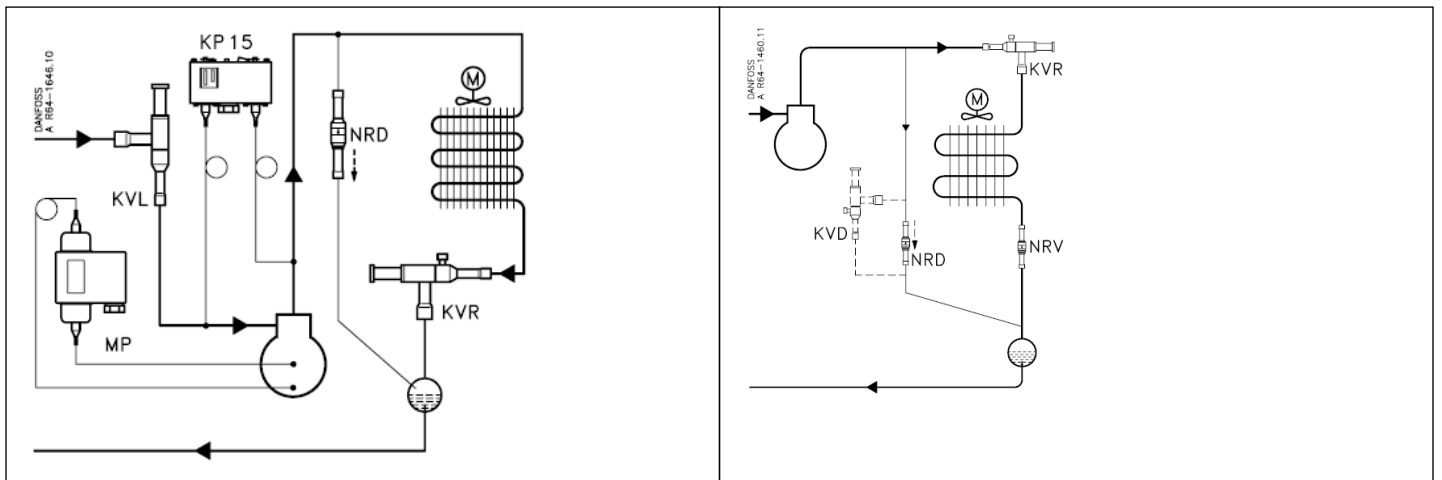 DANFOSS
A R64-1646.10
KP 15
M
NRD
KVL
KVR
MP
DANFOSS
A R64-1460.11
KVR
M
KVD
NRD
NRV